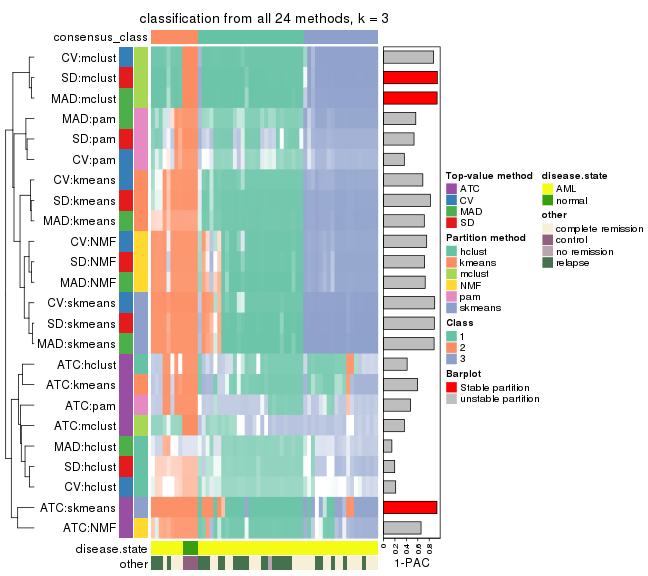 classification from all 24 methods, k = 3
consensus_class
CV:mclust
SD:mclust
MAD:mclust
MAD:pam
SD:pam
CV:pam
CV:kmeans
SD:kmeans
MAD:kmeans
CV:NMF
SD:NMF
MAD:NMF
CV:skmeans
SD:skmeans
MAD:skmeans
ATC:hclust
ATC:kmeans
ATC:pam
ATC:mclust
MAD:hclust
SD:hclust
CV:hclust
ATC:skmeans
ATC:NMF
disease.state
other
0 0.2 0.4 0.6 0.8
1-PAC
Top-value method
ATC
CV
MAD
SD
Partition method
hclust
kmeans
mclust
NMF
pam
skmeans
Class
1
2
3
Barplot
Stable partition
unstable partition
disease.state
AML
normal
other
complete remission
control
no remission
relapse